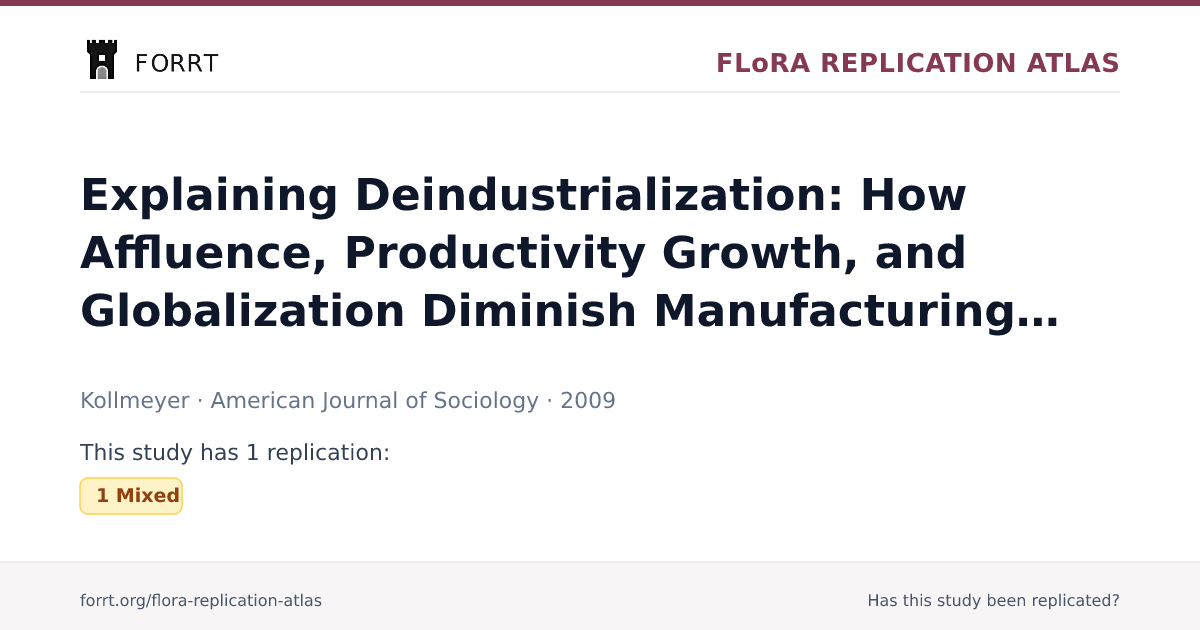 FORRT
FLoRA REPLICATION ATLAS
Explaining Deindustrialization: How
Affluence, Productivity Growth, and
Globalization Diminish Manufacturing…
Kollmeyer · American Journal of Sociology · 2009
This study has 1 replication:
1 Mixed
forrt.org/flora-replication-atlas
Has this study been replicated?